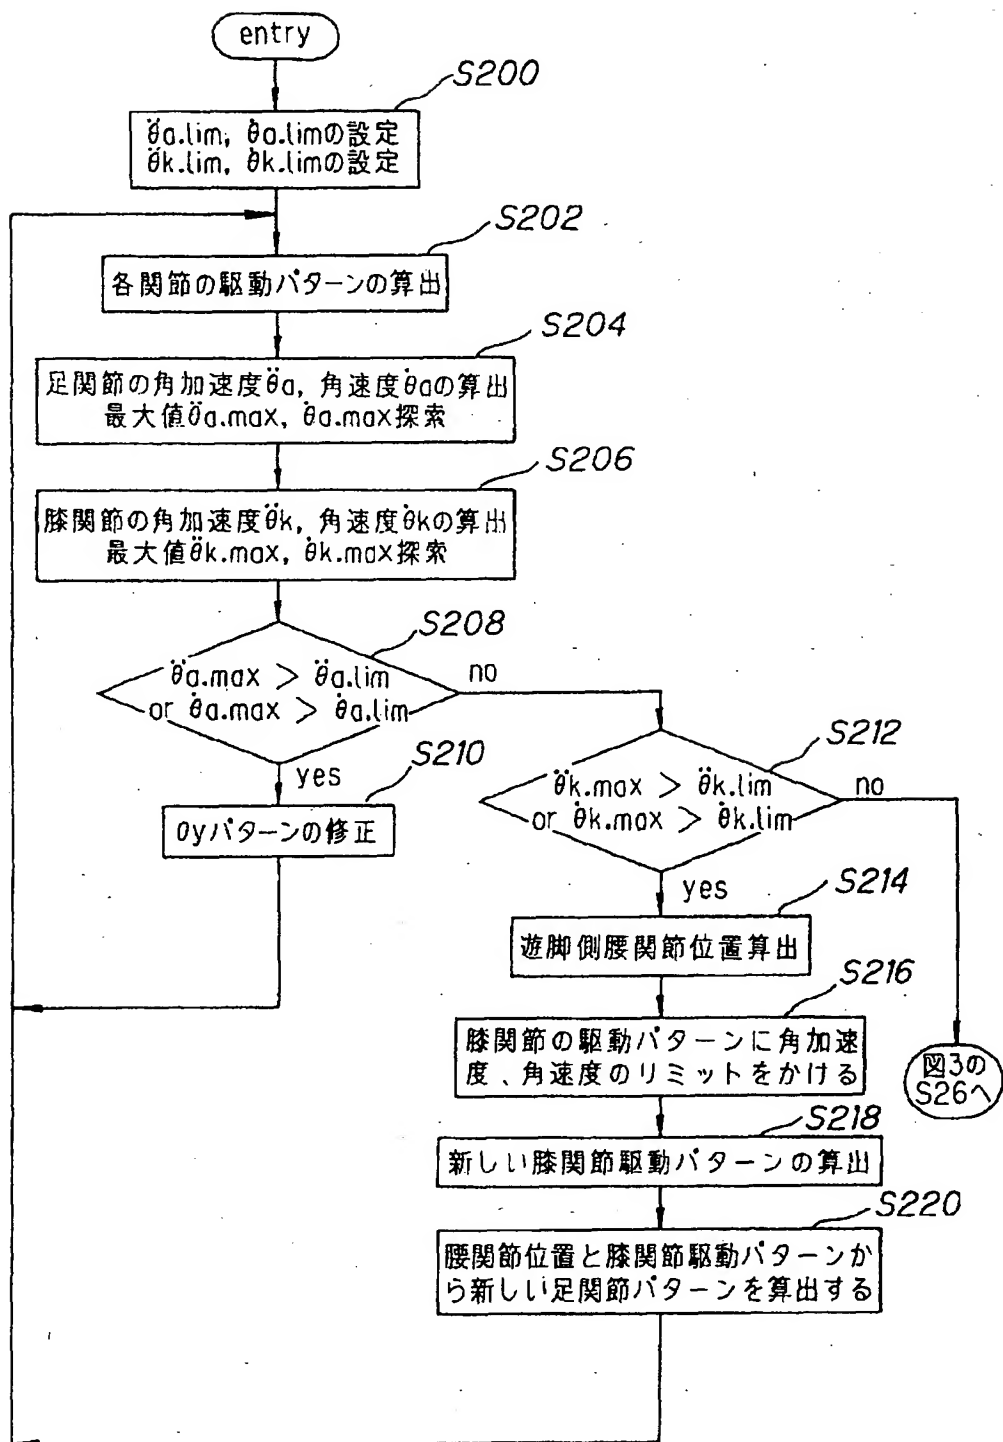 entry
S200
θ̈a.lim, θ̇a.limの設定
θ̈k.lim, θ̇k.limの設定
S202
各関節の駆動パターンの算出
S204
足関節の角加速度θ̈a, 角速度θ̇aの算出
最大値θ̈a.max, θ̇a.max探索
S206
膝関節の角加速度θ̈k, 角速度θ̇kの算出
最大値θ̈k.max, θ̇k.max探索
S208
θ̈a.max > θ̈a.lim
or θ̇a.max > θ̇a.lim
no
yes
S210
θyパターンの修正
S212
θ̈k.max > θ̈k.lim
or θ̇k.max > θ̇k.lim
no
yes
S214
遊脚側腰関節位置算出
S216
膝関節の駆動パターンに角加速
度、角速度のリミットをかける
図3の
S26へ
S218
新しい膝関節駆動パターンの算出
S220
腰関節位置と膝関節駆動パターンか
ら新しい足関節パターンを算出する